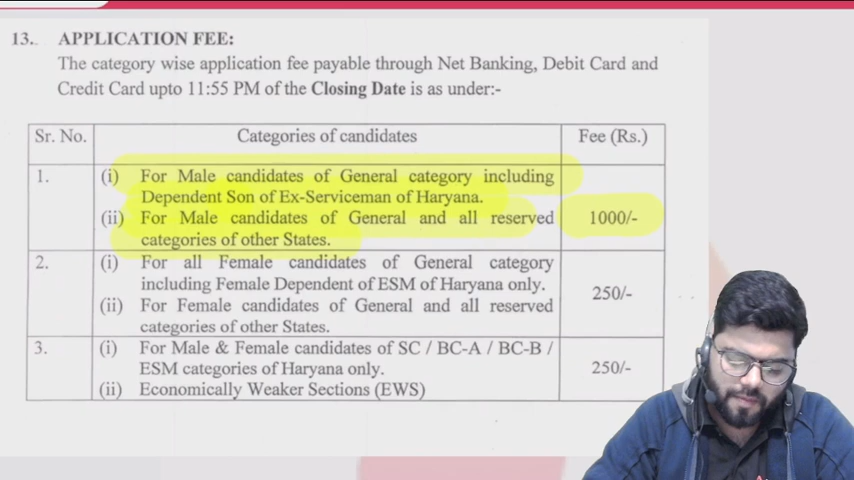 13.. APPLICATION FEE:
The category wise application fee payable through Net Banking, Debit Card and
Credit Card upto 11:55 PM of the Closing Date is as under:-
Sr. No. Categories of candidates Fee (Rs.)
1. (i) For Male candidates of General category including
Dependent Son of Ex-Serviceman of Haryana.
(ii) For Male candidates of General and all reserved 1000/-
categories of other States.
2. (i) For all Female candidates of General category
including Female Dependent of ESM of Haryana only.
250/-
(ii) For Female candidates of General and all reserved
categories of other States.
3. (i) For Male & Female candidates of SC / BC-A / BC-B /
ESM categories of Haryana only. 250/-
(ii) Economically Weaker Sections (EWS)